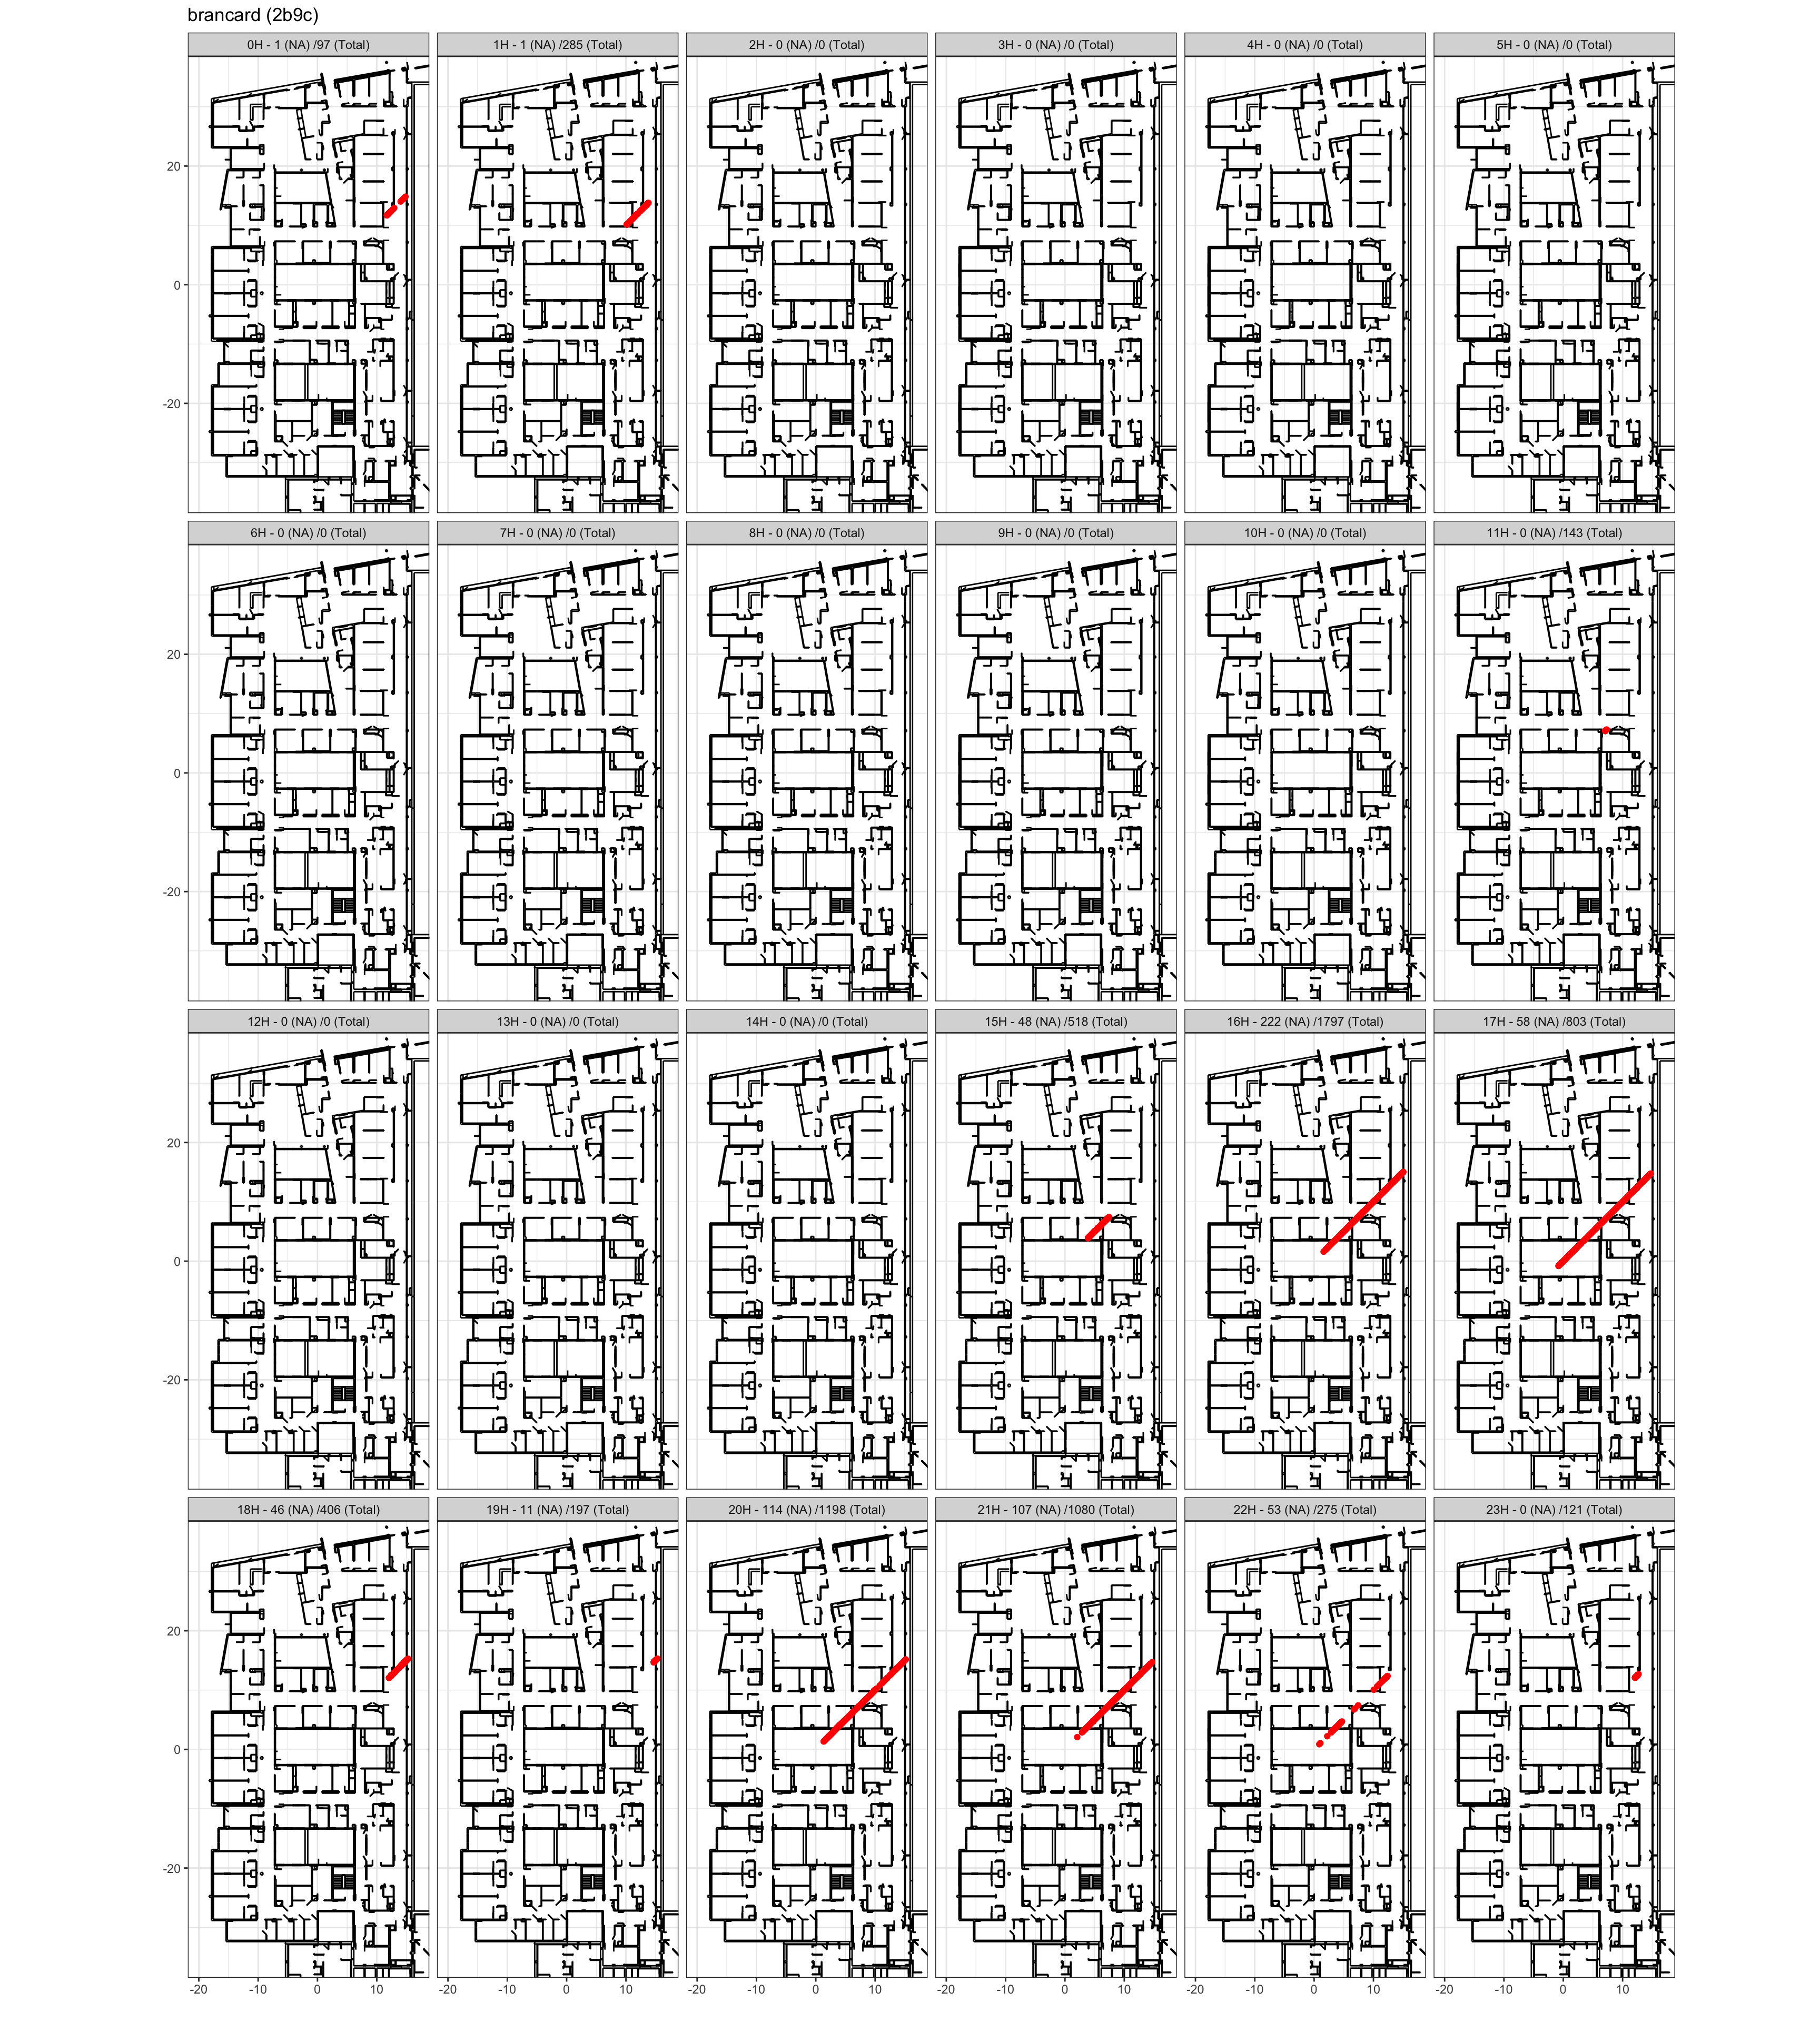 brancard (2b9c)
0H - 1 (NA) /97 (Total) 1H - 1 (NA) /285 (Total) 2H - 0 (NA) /0 (Total) 3H - 0 (NA) /0 (Total) 4H - 0 (NA) /0 (Total) 5H - 0 (NA) /0 (Total)
20
0
-20
6H - 0 (NA) /0 (Total) 7H - 0 (NA) /0 (Total) 8H - 0 (NA) /0 (Total) 9H - 0 (NA) /0 (Total) 10H - 0 (NA) /0 (Total) 11H - 0 (NA) /143 (Total)
20
0
-20
12H - 0 (NA) /0 (Total) 13H - 0 (NA) /0 (Total) 14H - 0 (NA) /0 (Total) 15H - 48 (NA) /518 (Total) 16H - 222 (NA) /1797 (Total) 17H - 58 (NA) /803 (Total)
20
0
-20
18H - 46 (NA) /406 (Total) 19H - 11 (NA) /197 (Total) 20H - 114 (NA) /1198 (Total) 21H - 107 (NA) /1080 (Total) 22H - 53 (NA) /275 (Total) 23H - 0 (NA) /121 (Total)
20
0
-20
-20 -10 0 10 -20 -10 0 10 -20 -10 0 10 -20 -10 0 10 -20 -10 0 10 -20 -10 0 10